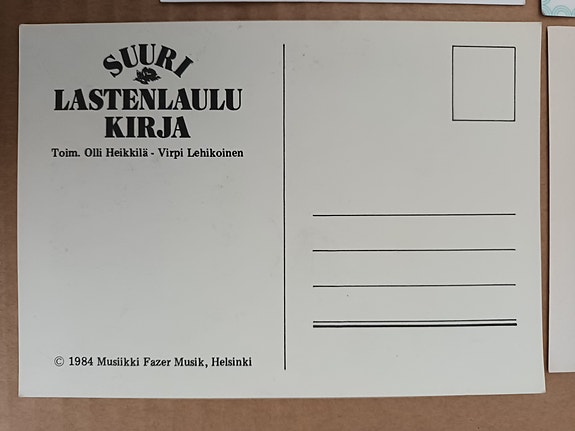 SUURI
LASTENLAULU
KIRJA
Toim. Olli Heikkilä - Virpi Lehikoinen
© 1984 Musiikki Fazer Musik, Helsinki